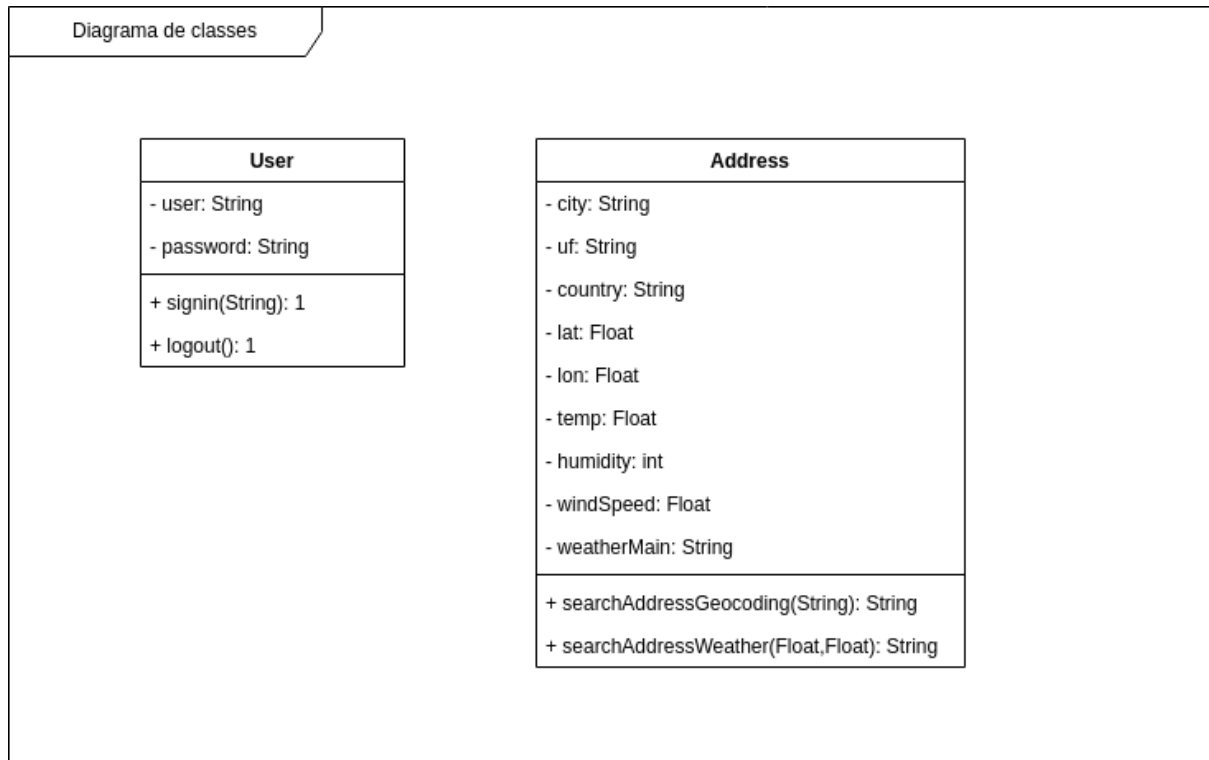 Diagrama de classes
User
- user: String
- password: String
+ signin(String): 1
+ logout(): 1
Address
- city: String
- uf: String
- country: String
- lat: Float
- lon: Float
- temp: Float
- humidity: int
- windSpeed: Float
- weatherMain: String
+ searchAddressGeocoding(String): String
+ searchAddressWeather(Float,Float): String